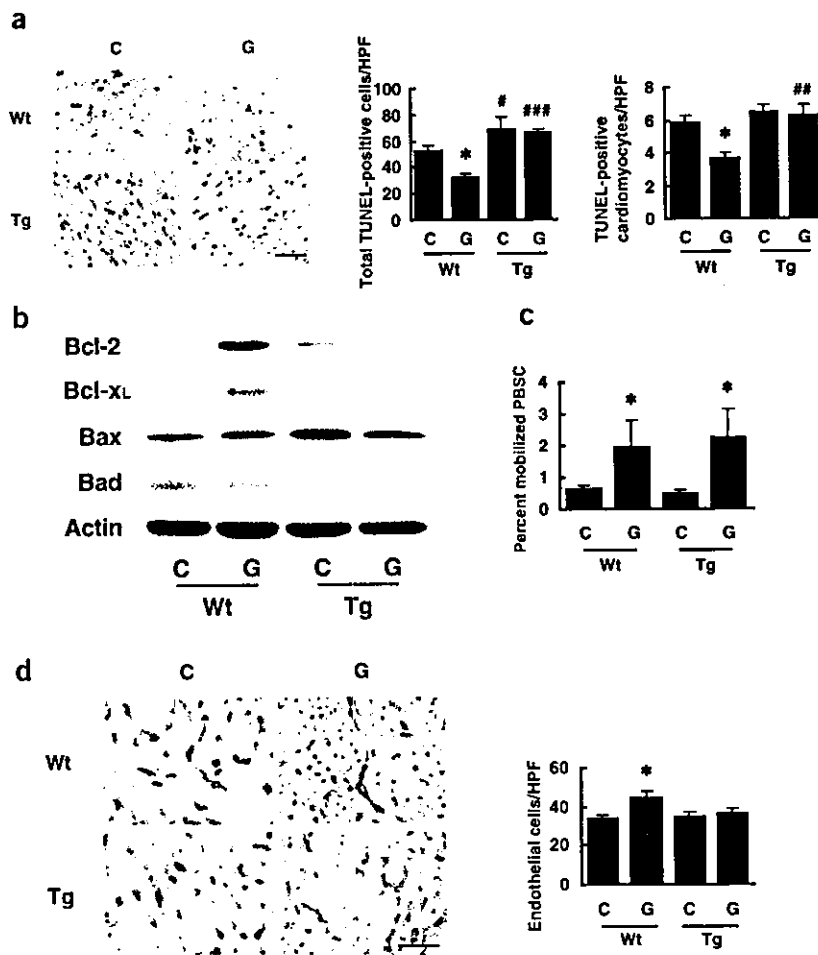 a
C G
Wt
Tg
Total TUNEL-positive cells/HPF
100
80
60
40
20
0
* # ###
C G C G
Wt Tg
TUNEL-positive cardiomyocytes/HPF
8
6
4
2
0
* ##
C G C G
Wt Tg
b
Bcl-2
Bcl-xL
Bax
Bad
Actin
C G C G
Wt Tg
c
Percent mobilized PBSC
4
3
2
1
0
* *
C G C G
Wt Tg
d
C G
Wt
Tg
Endothelial cells/HPF
60
40
20
0
*
C G C G
Wt Tg